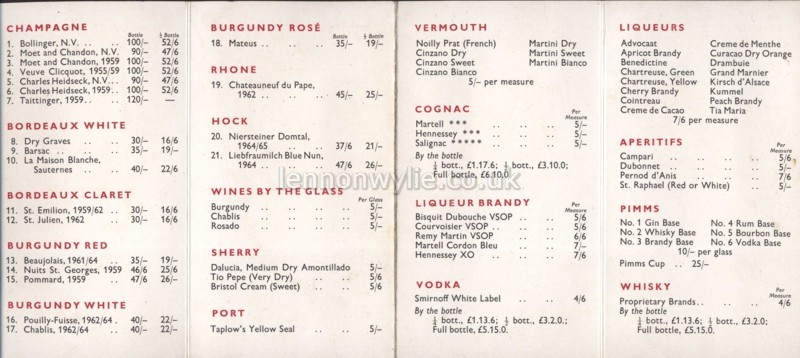 CHAMPAGNE
Bottle ½ Bottle
1. Bollinger, N.V. .. .. 100/– 52/6
2. Moet and Chandon, N.V. 90/– 47/6
3. Moet and Chandon, 1959 100/– 52/6
4. Veuve Clicquot, 1955/59 100/– 52/6
5. Charles Heidseck, N.V... 90/– 47/6
6. Charles Heidseck, 1959.. 100/– 52/6
7. Taittinger, 1959.. .. 120/– —
BORDEAUX WHITE
8. Dry Graves .. .. 30/– 16/6
9. Barsac.. .. .. .. 35/– 19/–
10. La Maison Blanche,
Sauternes .. .. 40/– 22/6
BORDEAUX CLARET
11. St. Emilion, 1959/62 .. 30/– 16/6
12. St. Julien, 1962 .. 30/– 16/6
BURGUNDY RED
13. Beaujolais, 1961/64 .. 35/– 19/–
14. Nuits St. Georges, 1959 46/6 25/6
15. Pommard, 1959 .. .. 47/6 26/–
BURGUNDY WHITE
16. Pouilly-Fuisse, 1962/64 . 40/– 22/–
17. Chablis, 1962/64 .. 40/– 22/–
BURGUNDY ROSÉ
Bottle ½ Bottle
18. Mateus .. .. .. 35/– 19/–
RHONE
19. Chateauneuf du Pape,
1962 .. .. .. 45/– 25/–
HOCK
20. Niersteiner Domtal,
1964/65 .. .. 37/6 21/–
21. Liebfraumilch Blue Nun,
1964 .. .. .. 47/6 26/–
WINES BY THE GLASS
Per Glass
Burgundy .. .. .. .. 5/–
Chablis .. .. .. .. 5/–
Rosado .. .. .. .. 5/–
SHERRY
Dalucia, Medium Dry Amontillado 5/–
Tio Pepe (Very Dry) .. .. 5/6
Bristol Cream (Sweet) .. .. 5/6
PORT
Taplow's Yellow Seal .. .. 5/–
VERMOUTH
Noilly Prat (French) Martini Dry
Cinzano Dry Martini Sweet
Cinzano Sweet Martini Bianco
Cinzano Bianco
5/– per measure
COGNAC
Per Measure
Martell *** .. .. .. .. 5/–
Hennessey *** .. .. .. .. 5/–
Salignac ***** .. .. .. .. 5/–
By the bottle
¼ bott., £1.17.6; ½ bott., £3.10.0;
Full bottle, £6.10.0.
LIQUEUR BRANDY
Per Measure
Bisquit Dubouche VSOP .. .. 5/6
Courvoisier VSOP .. .. .. 5/6
Remy Martin VSOP .. .. .. 5/6
Martell Cordon Bleu .. .. 7/–
Hennessey XO .. .. .. 7/6
VODKA
Smirnoff White Label .. .. 4/6
By the bottle
¼ bott., £1.13.6; ½ bott., £3.2.0.;
Full bottle, £5.15.0.
LIQUEURS
Advocaat Creme de Menthe
Apricot Brandy Curacao Dry Orange
Benedictine Drambuie
Chartreuse, Green Grand Marnier
Chartreuse, Yellow Kirsch d'Alsace
Cherry Brandy Kummel
Cointreau Peach Brandy
Creme de Cacao Tia Maria
7/6 per measure
APERITIFS
Per Measure
Campari .. .. .. .. 5/6
Dubonnet .. .. .. .. 5/–
Pernod d'Anis .. .. .. 7/6
St. Raphael (Red or White) .. 5/–
PIMMS
No. 1 Gin Base No. 4 Rum Base
No. 2 Whisky Base No. 5 Bourbon Base
No. 3 Brandy Base No. 6 Vodka Base
10/– per glass
Pimms Cup .. 25/–
WHISKY
Per Measure
Proprietary Brands.. .. .. 4/6
By the bottle
¼ bott., £1.13.6; ½ bott., £3.2.0.;
Full bottle, £5.15.0.
lennonwylie.co.uk